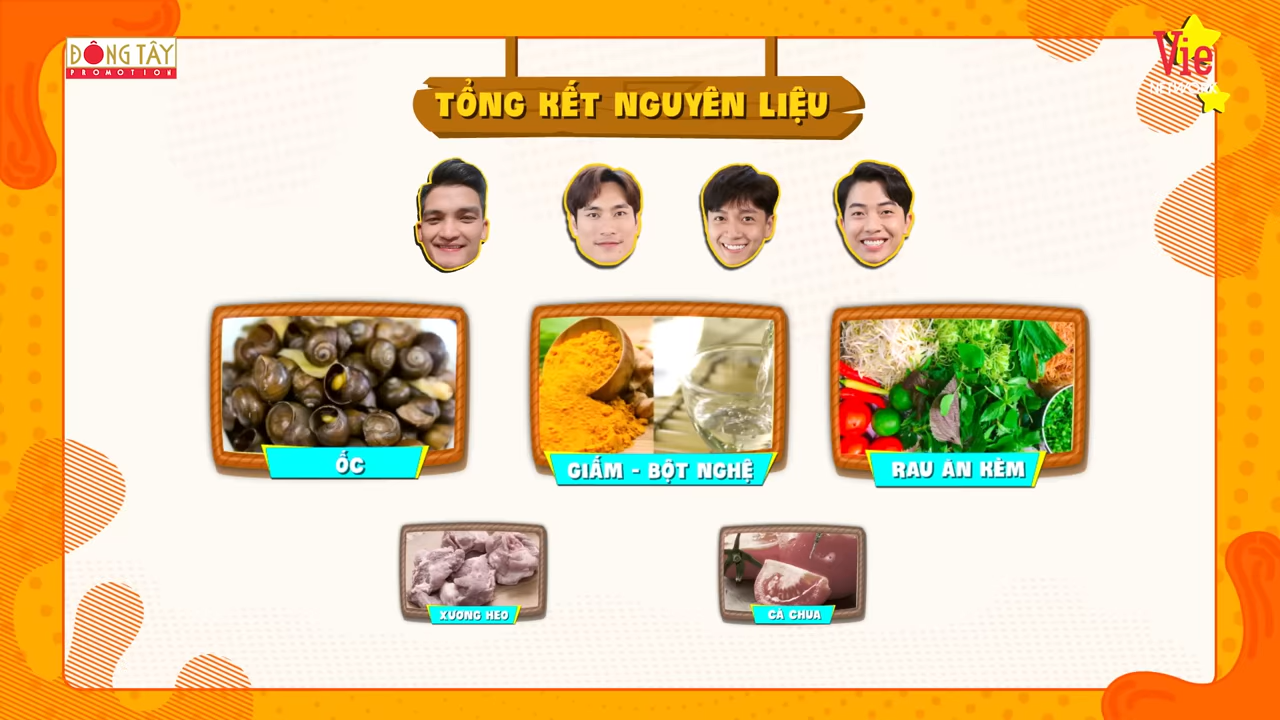 ĐÔNG TÂY
PROMOTION
Vie
NETWORK
TỔNG KẾT NGUYÊN LIỆU
ỐC
GIẤM - BỘT NGHỆ
RAU ĂN KÈM
XƯƠNG HEO
CÀ CHUA